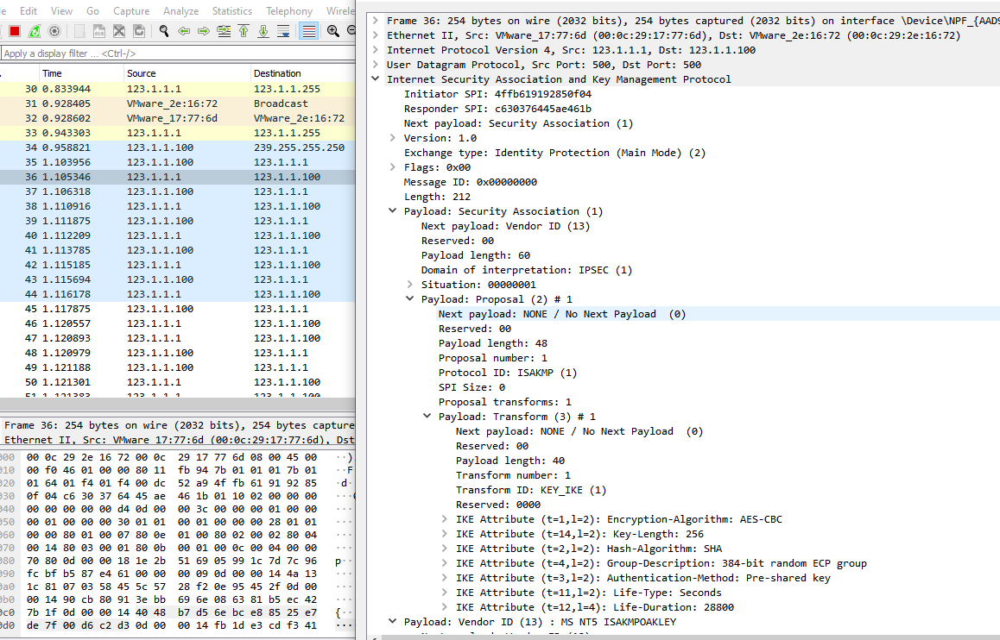 le Edit View Go Capture Analyze Statistics Telephony Wirele
Apply a display filter ... <Ctrl-/>
Time Source Destination
30 0.833944 123.1.1.1 123.1.1.255
31 0.928405 VMware_2e:16:72 Broadcast
32 0.928602 VMware_17:77:6d VMware_2e:16:72
33 0.943303 123.1.1.1 123.1.1.255
34 0.958821 123.1.1.100 239.255.255.250
35 1.103956 123.1.1.100 123.1.1.1
36 1.105346 123.1.1.1 123.1.1.100
37 1.106318 123.1.1.100 123.1.1.1
38 1.110916 123.1.1.1 123.1.1.100
39 1.111875 123.1.1.100 123.1.1.1
40 1.112209 123.1.1.1 123.1.1.100
41 1.113785 123.1.1.100 123.1.1.1
42 1.115185 123.1.1.1 123.1.1.100
43 1.115694 123.1.1.100 123.1.1.1
44 1.116178 123.1.1.1 123.1.1.100
45 1.117875 123.1.1.100 123.1.1.1
46 1.120557 123.1.1.1 123.1.1.100
47 1.120893 123.1.1.1 123.1.1.100
48 1.120979 123.1.1.100 123.1.1.1
49 1.121188 123.1.1.100 123.1.1.1
50 1.121301 123.1.1.1 123.1.1.100
Frame 36: 254 bytes on wire (2032 bits), 254 bytes capture
Ethernet II, Src: VMware 17:77:6d (00:0c:29:17:77:6d), Dst
000 00 0c 29 2e 16 72 00 0c 29 17 77 6d 08 00 45 00 ··)
010 00 f0 46 01 00 00 80 11 fb 94 7b 01 01 01 7b 01 ··F
020 01 64 01 f4 01 f4 00 dc 52 a9 4f fb 61 91 92 85 ·d·
030 0f 04 c6 30 37 64 45 ae 46 1b 01 10 02 00 00 00
040 00 00 00 00 00 d4 0d 00 00 3c 00 00 00 01 00 00 ···
050 00 01 00 00 00 30 01 01 00 01 00 00 00 28 01 01 ···
060 00 00 80 01 00 07 80 0e 01 00 80 02 00 02 80 04 ···
070 00 14 80 03 00 01 80 0b 00 01 00 0c 00 04 00 00 ···
080 70 80 0d 00 00 18 1e 2b 51 69 05 99 1c 7d 7c 96 p··
090 fc bf b5 87 e4 61 00 00 00 09 0d 00 00 14 4a 13 ···
0a0 1c 81 07 03 58 45 5c 57 28 f2 0e 95 45 2f 0d 00 ···
0b0 00 14 90 cb 80 91 3e bb 69 6e 08 63 81 b5 ec 42 ···
0c0 7b 1f 0d 00 00 14 40 48 b7 d5 6e bc e8 85 25 e7 {··
0d0 de 7f 00 d6 c2 d3 0d 00 00 14 fb 1d e3 cd f3 41 ···
Frame 36: 254 bytes on wire (2032 bits), 254 bytes captured (2032 bits) on interface \Device\NPF_{AAD9
Ethernet II, Src: VMware_17:77:6d (00:0c:29:17:77:6d), Dst: VMware_2e:16:72 (00:0c:29:2e:16:72)
Internet Protocol Version 4, Src: 123.1.1.1, Dst: 123.1.1.100
User Datagram Protocol, Src Port: 500, Dst Port: 500
Internet Security Association and Key Management Protocol
Initiator SPI: 4ffb619192850f04
Responder SPI: c630376445ae461b
Next payload: Security Association (1)
Version: 1.0
Exchange type: Identity Protection (Main Mode) (2)
Flags: 0x00
Message ID: 0x00000000
Length: 212
Payload: Security Association (1)
Next payload: Vendor ID (13)
Reserved: 00
Payload length: 60
Domain of interpretation: IPSEC (1)
Situation: 00000001
Payload: Proposal (2) # 1
Next payload: NONE / No Next Payload (0)
Reserved: 00
Payload length: 48
Proposal number: 1
Protocol ID: ISAKMP (1)
SPI Size: 0
Proposal transforms: 1
Payload: Transform (3) # 1
Next payload: NONE / No Next Payload (0)
Reserved: 00
Payload length: 40
Transform number: 1
Transform ID: KEY_IKE (1)
Reserved: 0000
IKE Attribute (t=1,l=2): Encryption-Algorithm: AES-CBC
IKE Attribute (t=14,l=2): Key-Length: 256
IKE Attribute (t=2,l=2): Hash-Algorithm: SHA
IKE Attribute (t=4,l=2): Group-Description: 384-bit random ECP group
IKE Attribute (t=3,l=2): Authentication-Method: Pre-shared key
IKE Attribute (t=11,l=2): Life-Type: Seconds
IKE Attribute (t=12,l=4): Life-Duration: 28800
Payload: Vendor ID (13) : MS NT5 ISAKMPOAKLEY